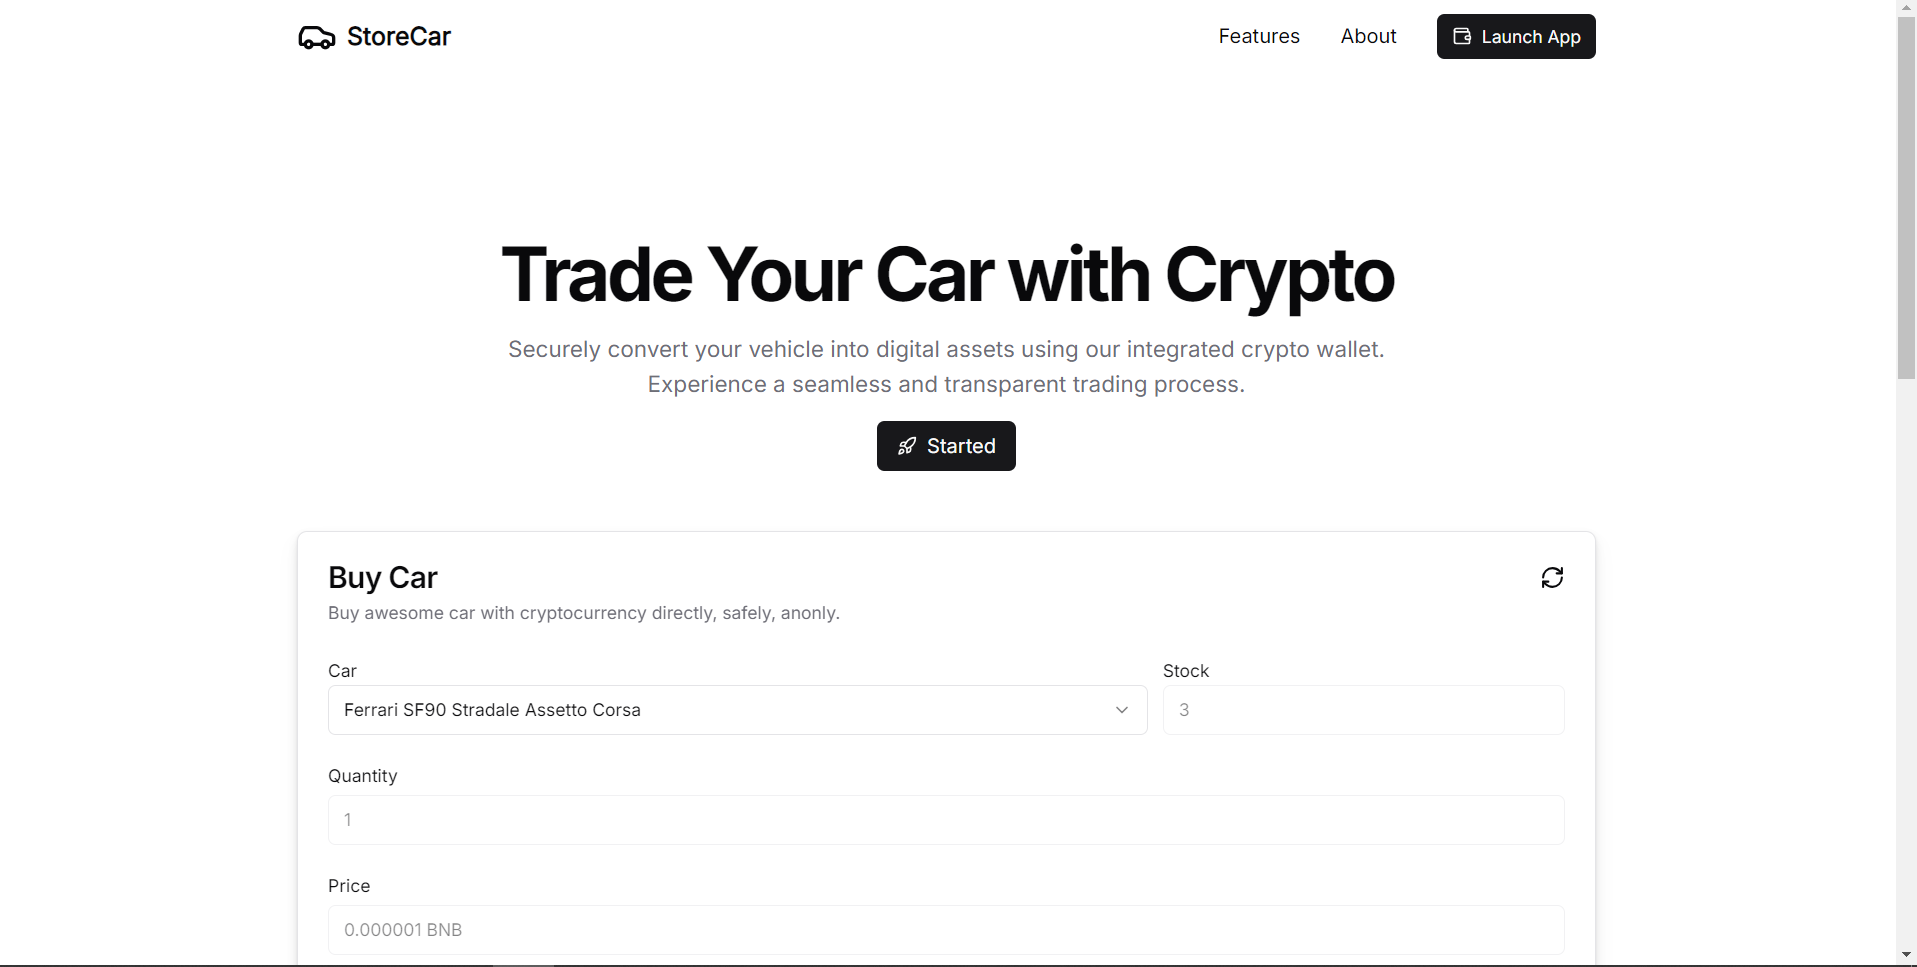 StoreCar
Features
About
Launch App
Trade Your Car with Crypto
Securely convert your vehicle into digital assets using our integrated crypto wallet.
Experience a seamless and transparent trading process.
Started
Buy Car
Buy awesome car with cryptocurrency directly, safely, anonly.
Car
Stock
Ferrari SF90 Stradale Assetto Corsa
3
Quantity
1
Price
0.000001 BNB